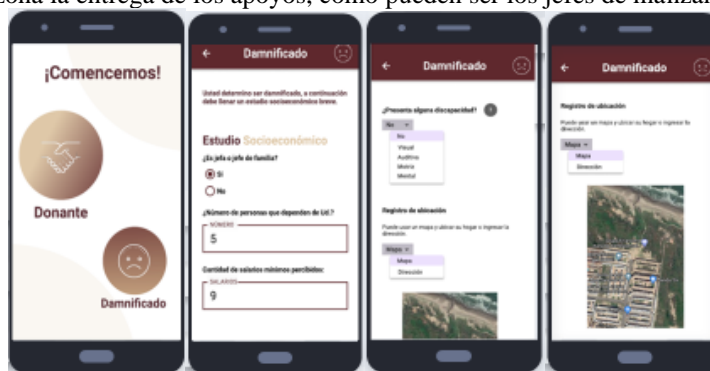 zona la entrega de los apoyos, como pueden ser los jefes de manzan
¡Comencemos!
Donante
Damnificado
Damnificado
Usted determino ser damnificado, a continuación
debe llenar un estudio socioeconómico breve.
Estudio Socioeconómico
¿Es jefa o jefe de familia?
Si
No
¿Número de personas que dependen de Ud.?
NÚMERO
5
Cantidad de salarios mínimos percibidos:
SALARIOS
9
Damnificado
¿Presenta alguna discapacidad?
No
No
Visual
Auditiva
Motriz
Mental
Registro de ubicación
Puede usar un mapa y ubicar su hogar o ingresar la
dirección.
Mapa
Mapa
Dirección
Damnificado
Registro de ubicación
Puede usar un mapa y ubicar su hogar o ingresar la
dirección.
Mapa
Mapa
Dirección